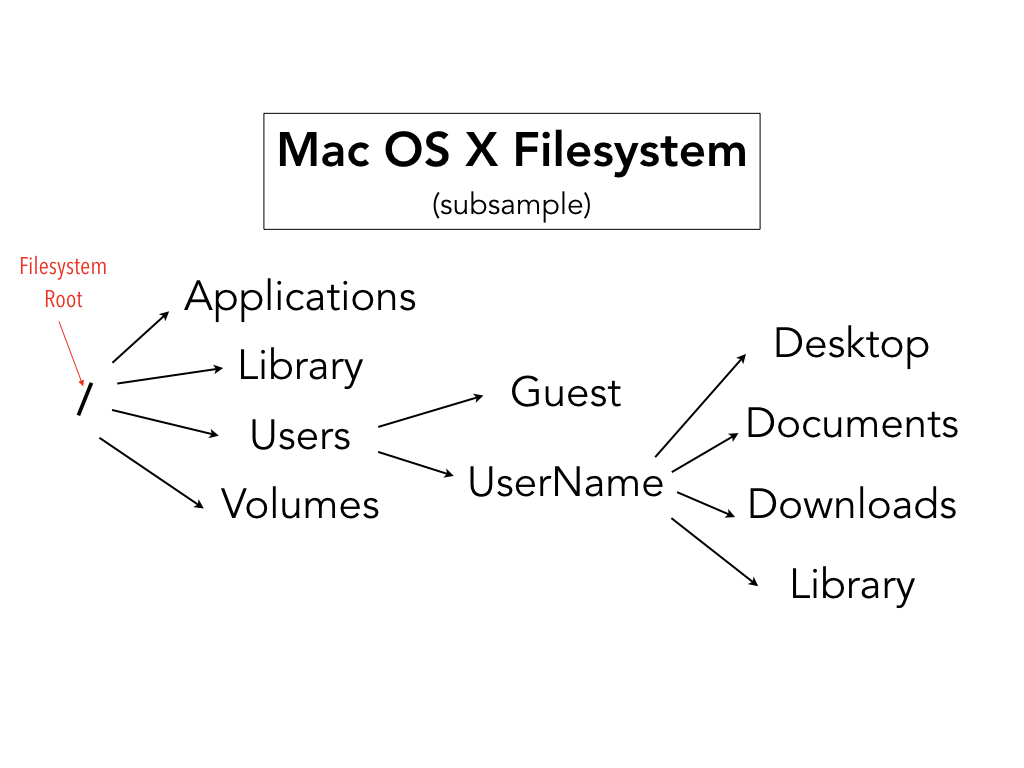 Mac OS X Filesystem
(subsample)
Filesystem
Root
/
Applications
Library
Users
Volumes
Guest
UserName
Desktop
Documents
Downloads
Library